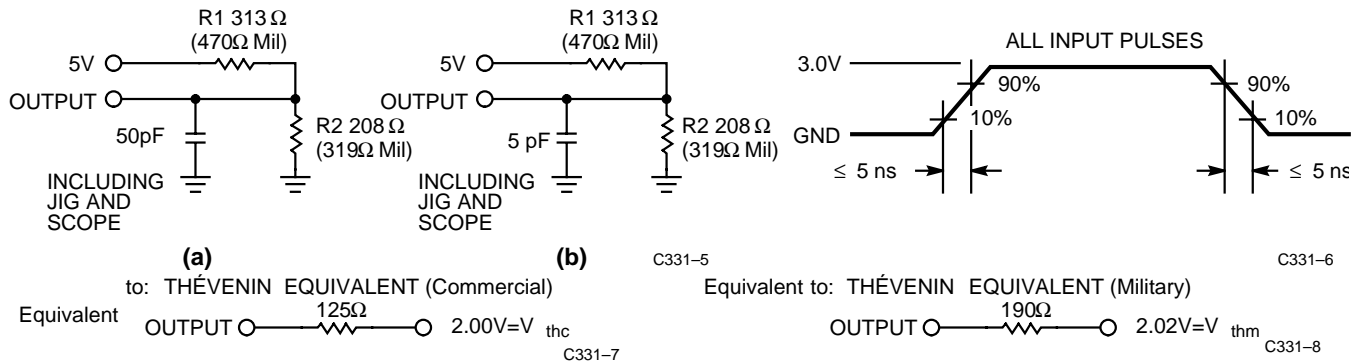 R1 313 Ω
(470Ω Mil)
5V
OUTPUT
50pF
R2 208 Ω
(319Ω Mil)
INCLUDING
JIG AND
SCOPE
(a)
R1 313 Ω
(470Ω Mil)
5V
OUTPUT
5 pF
R2 208 Ω
(319Ω Mil)
INCLUDING
JIG AND
SCOPE
(b)
C331–5
ALL INPUT PULSES
3.0V
90%
10%
GND
≤ 5 ns
90%
10%
≤ 5 ns
C331–6
Equivalent to: THÉVENIN EQUIVALENT (Commercial)
125Ω
OUTPUT
2.00V=V thc
C331–7
Equivalent to: THÉVENIN EQUIVALENT (Military)
190Ω
OUTPUT
2.02V=V thm
C331–8